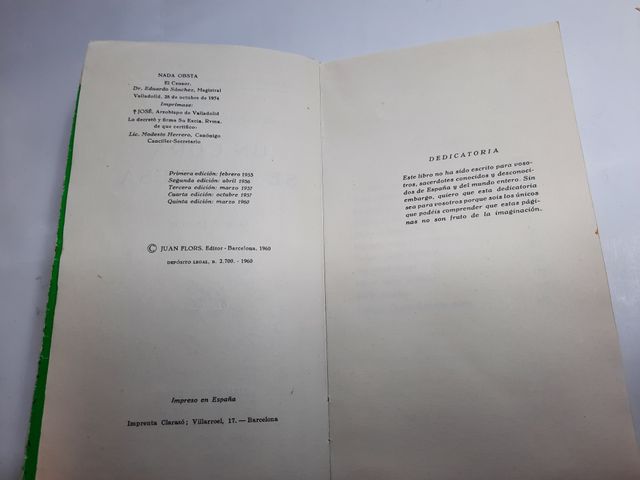 NADA OBSTA
El Censor,
Dr. Eduardo Sánchez, Magistral
Valladolid, 28 de octubre de 1954
Imprímase:
† JOSÉ, Arzobispo de Valladolid
Lo decretó y firma Su Excia. Rvma.
de que certifico:
Lic. Modesto Herrero, Canónigo
Canciller-Secretario
Primera edición: febrero 1955
Segunda edición: abril 1956
Tercera edición: marzo 1957
Cuarta edición: octubre 1957
Quinta edición: marzo 1960
© JUAN FLORS, Editor - Barcelona, 1960
DEPÓSITO LEGAL, B. 2.700. - 1960
Impreso en España
Imprenta Clarasó; Villarroel, 17. — Barcelona
DEDICATORIA
Este libro no ha sido escrito para voso-
tros, sacerdotes conocidos y desconoci-
dos de España y del mundo entero. Sin
embargo, quiero que esta dedicatoria
sea para vosotros porque sois los únicos
que podéis comprender que estas pági-
nas no son fruto de la imaginación.